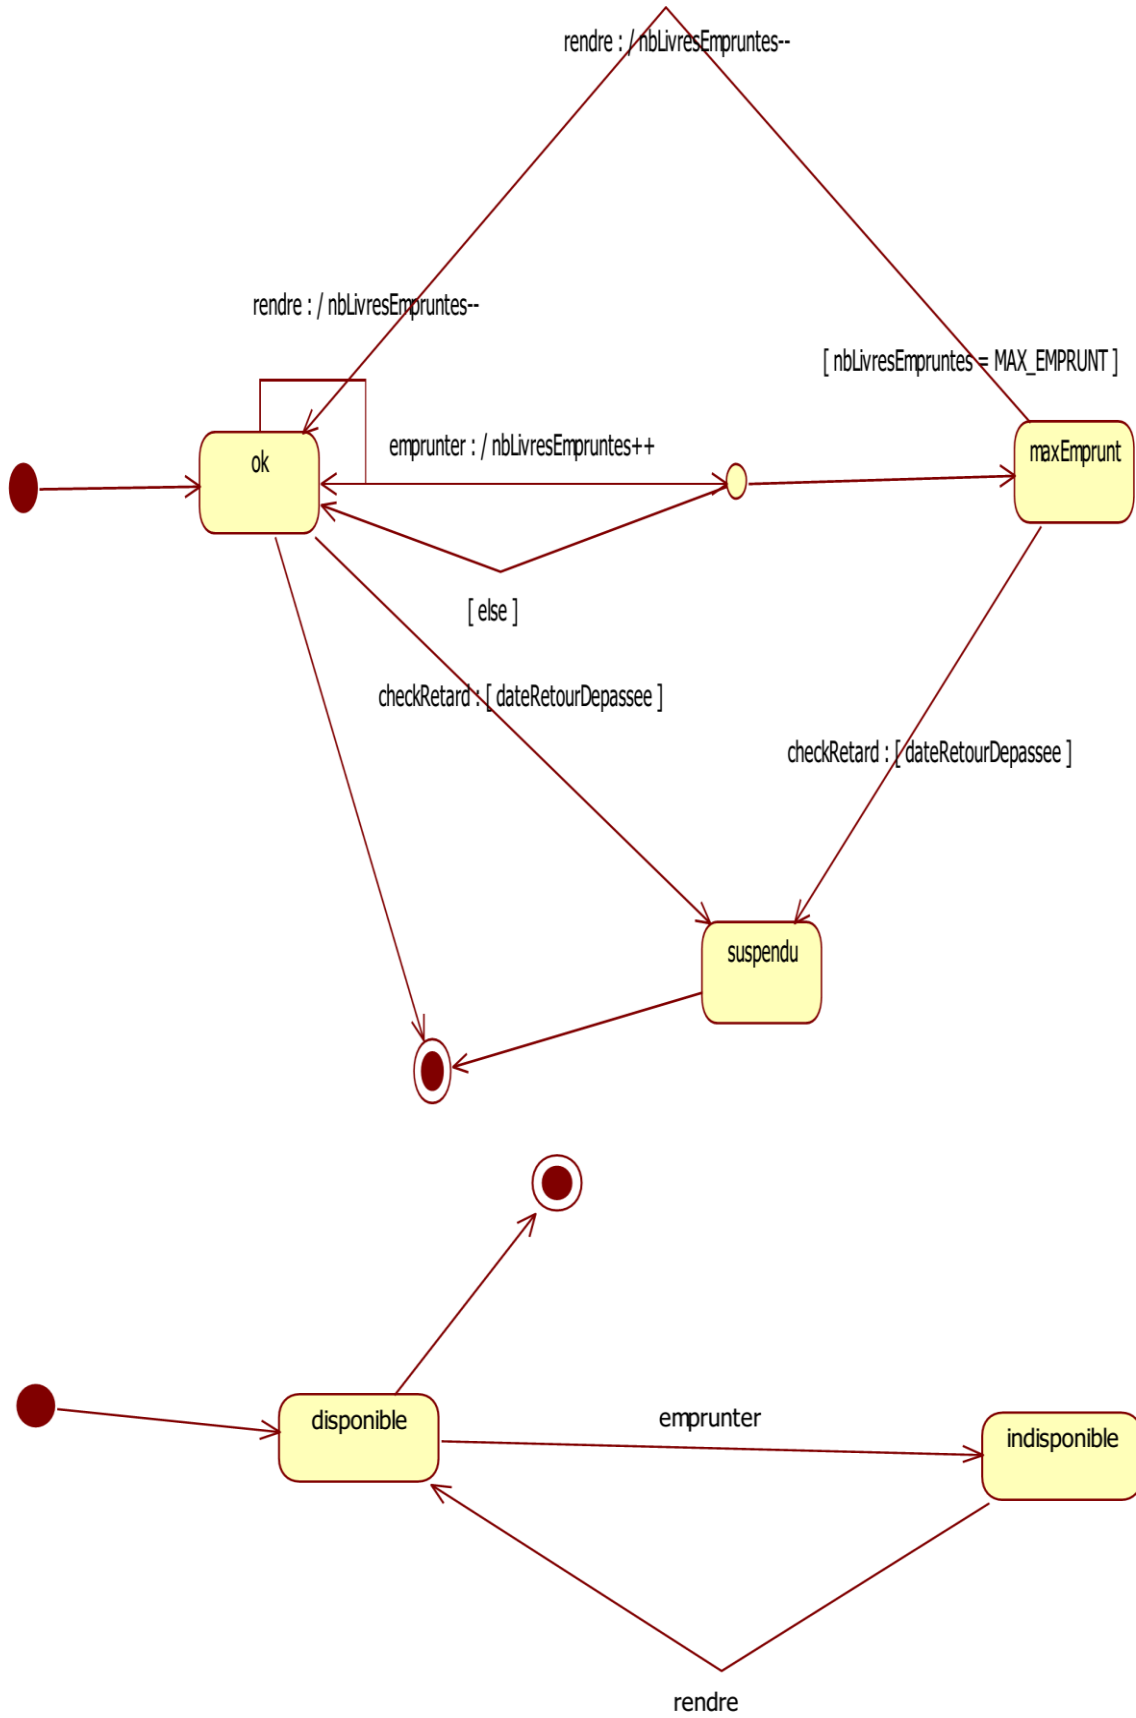 rendre : / nbLivresEmpruntes--
rendre : / nbLivresEmpruntes--
[ nbLivresEmpruntes = MAX_EMPRUNT ]
emprunter : / nbLivresEmpruntes++
ok
maxEmprunt
[ else ]
checkRetard : [ dateRetourDepassee ]
checkRetard : [ dateRetourDepassee ]
suspendu
disponible
emprunter
indisponible
rendre